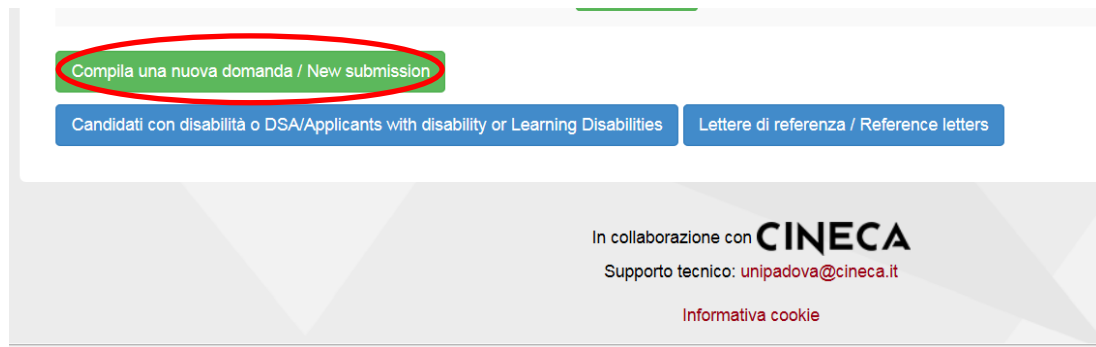 Compila una nuova domanda / New submission
Candidati con disabilità o DSA/Applicants with disability or Learning Disabilities
Lettere di referenza / Reference letters
In collaborazione con CINECA
Supporto tecnico: unipadova@cineca.it
Informativa cookie